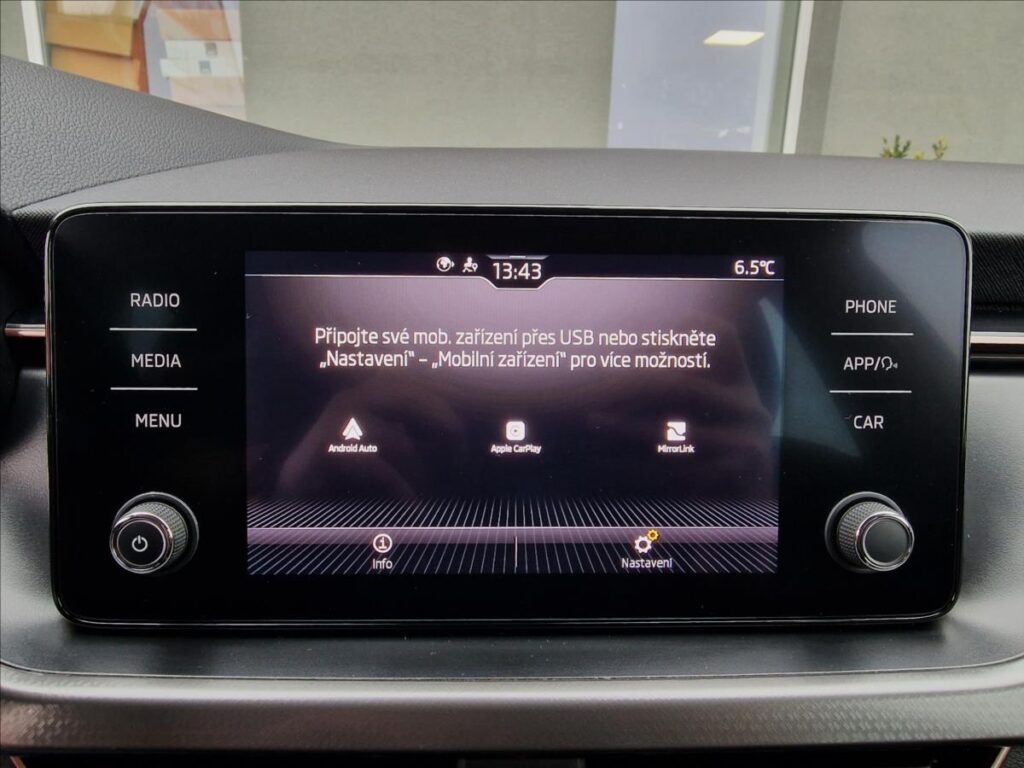 13:43
6.5°C
RADIO
MEDIA
MENU
Připojte své mob. zařízení přes USB nebo stiskněte
„Nastavení“ – „Mobilní zařízení“ pro více možností.
Android Auto
Apple CarPlay
MirrorLink
Info
Nastavení
PHONE
APP/
CAR